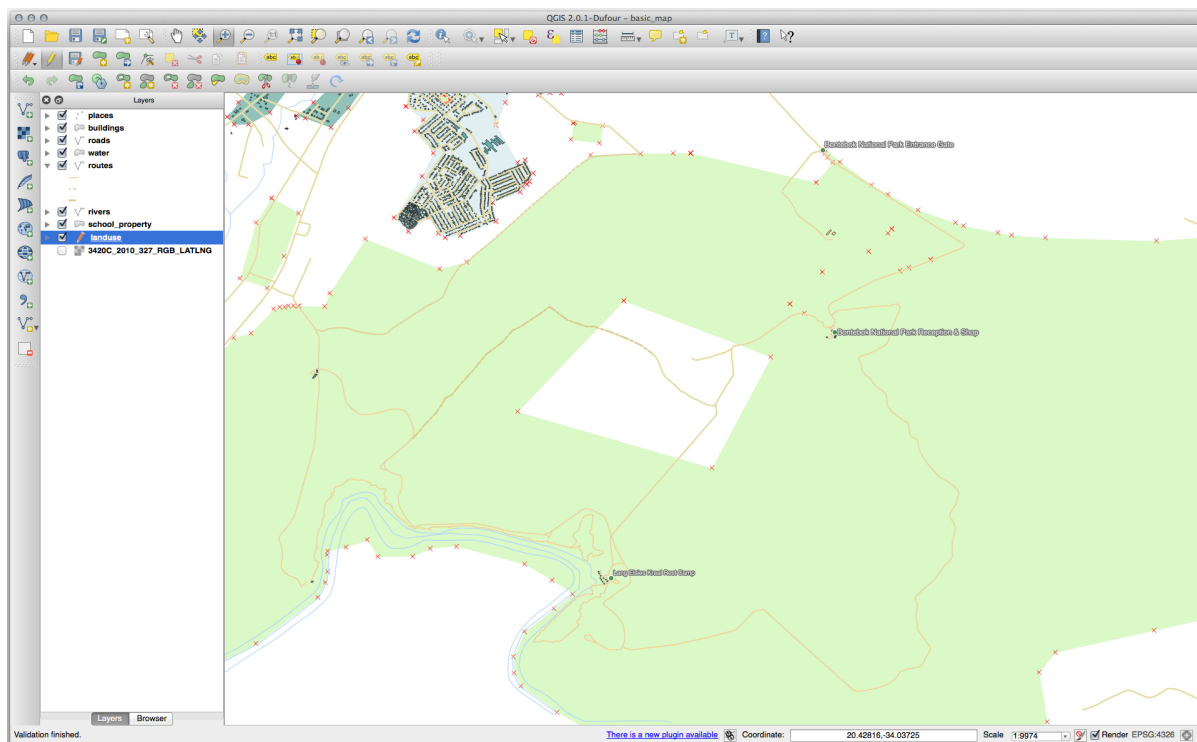 QGIS 2.0.1-Dufour - basic_map
Layers
places
buildings
roads
water
routes
rivers
school_property
landuse
3420C_2010_327_RGB_LATLNG
Bontebok National Park Entrance Gate
Bontebok National Park Reception & Shop
Lang Elsies Kraal Rest Camp
Layers Browser
Validation finished. There is a new plugin available Coordinate: 20.42816,-34.03725 Scale 1:9974 Render EPSG:4326